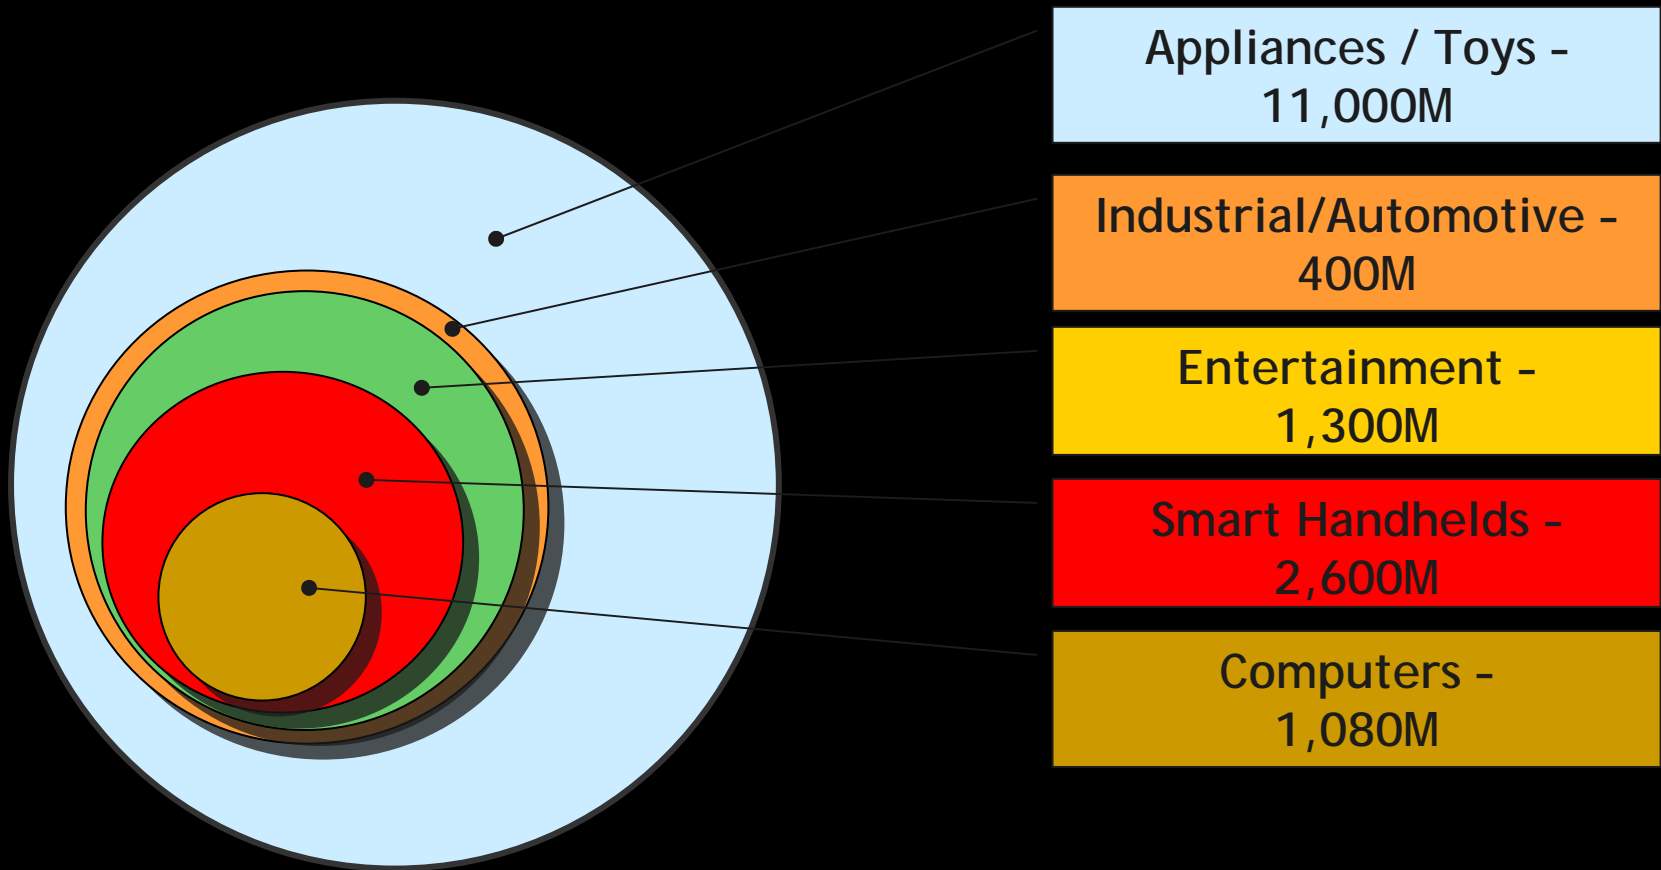 Appliances / Toys –
11,000M
Industrial/Automotive –
400M
Entertainment –
1,300M
Smart Handhelds –
2,600M
Computers –
1,080M